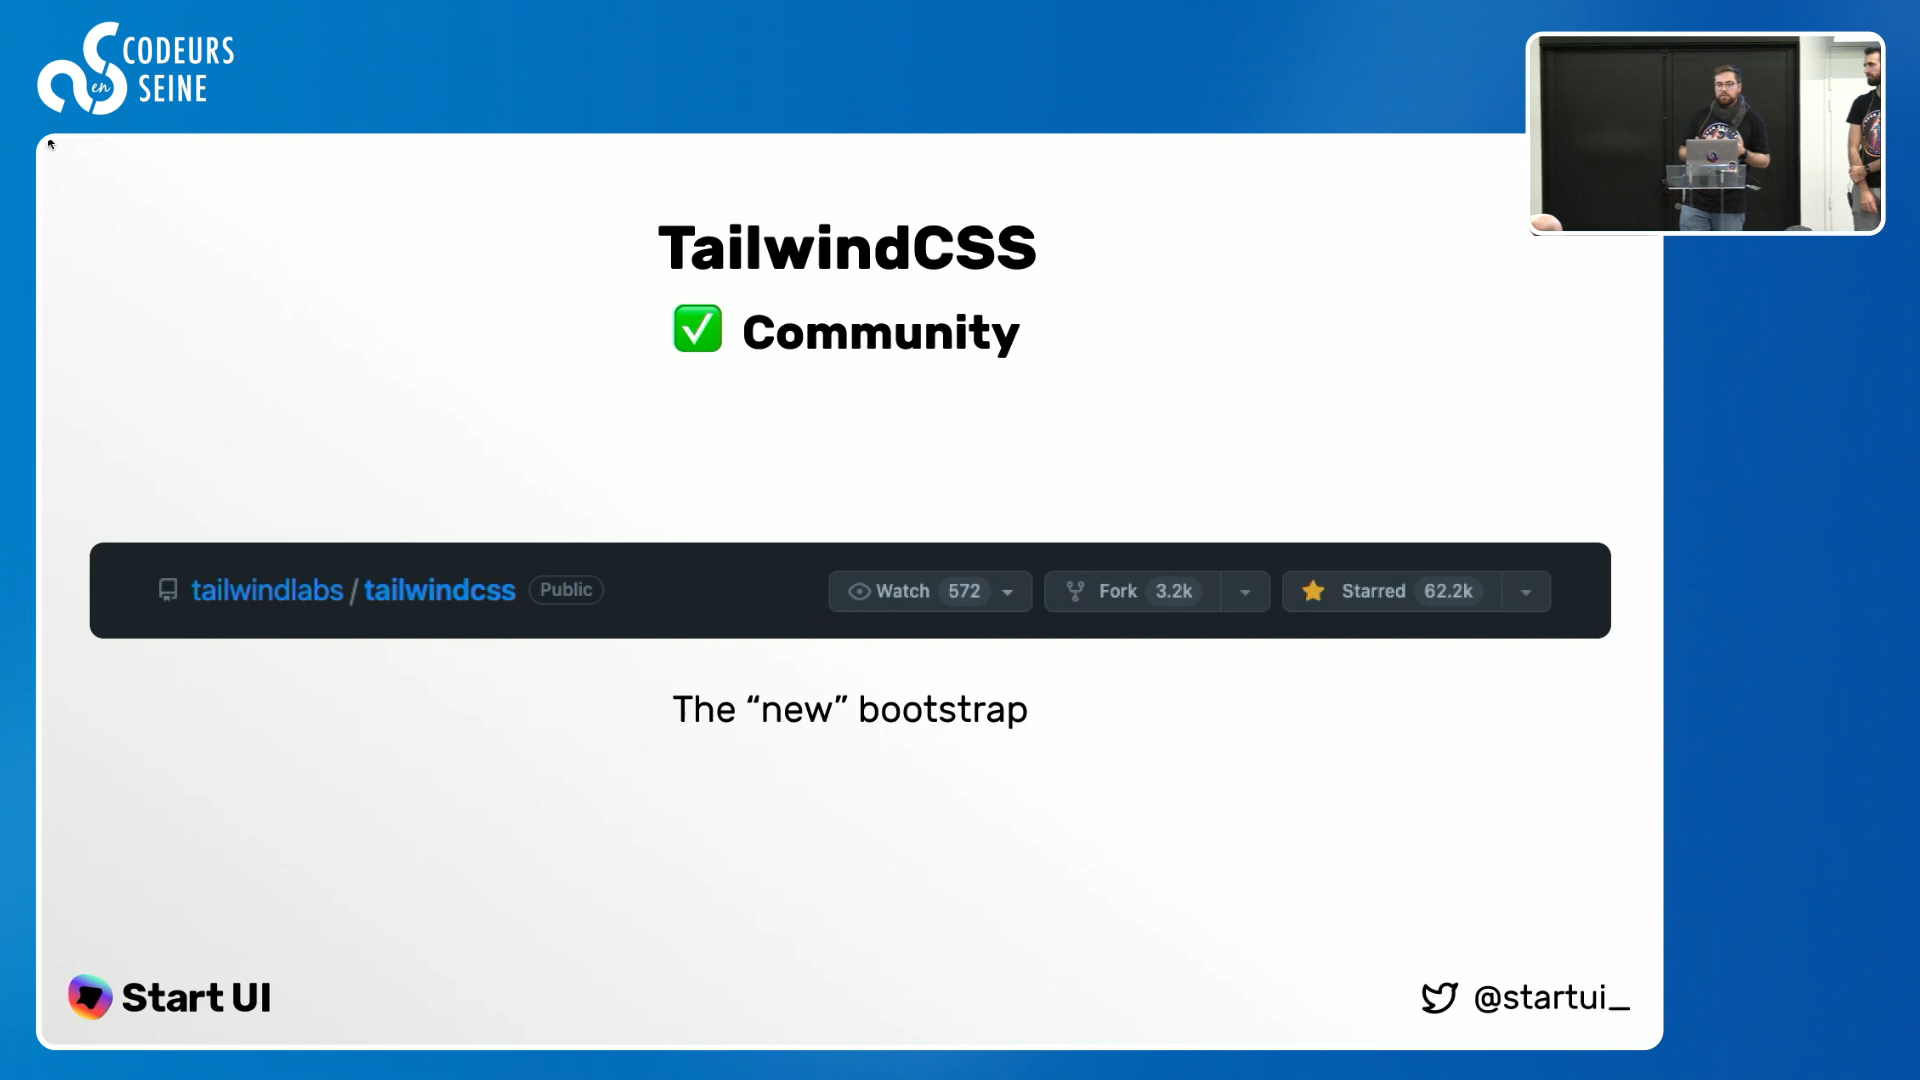 CODEURS
en
SEINE
TailwindCSS
✅ Community
tailwindlabs / tailwindcss Public Watch 572 Fork 3.2k Starred 62.2k
The “new” bootstrap
Start UI @startui_